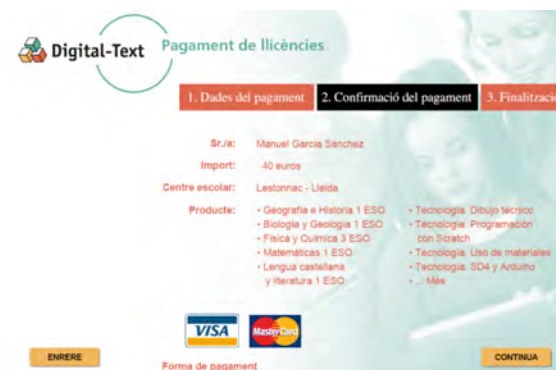 Digital-Text
Pagament de llicències
1. Dades del pagament
2. Confirmació del pagament
3. Finalització
Sr./a: Manuel Garcia Sánchez
Import: 40 euros
Centre escolar: Lestonnac - Lleida
Producte:
• Geografía e Historia 1 ESO
• Biología y Geología 1 ESO
• Física y Química 3 ESO
• Matemáticas 1 ESO
• Lengua castellana
y literatura 1 ESO
• Tecnología. Dibujo técnico
• Tecnología. Programación
con Scratch
• Tecnología. Uso de materiales
• Tecnología. SD4 y Arduino
• ... Més
VISA
MasterCard
ENRERE
CONTINUA
Forma de pagament